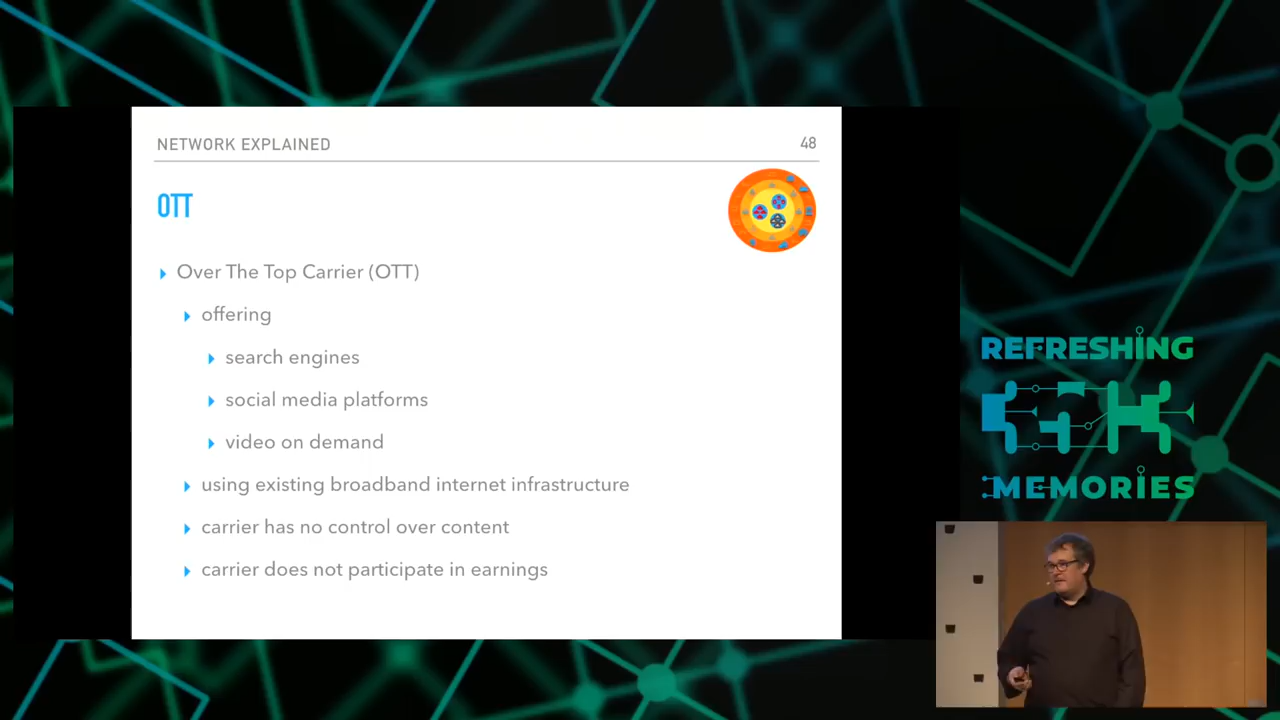 NETWORK EXPLAINED
48
OTT
Over The Top Carrier (OTT)
offering
search engines
social media platforms
video on demand
using existing broadband internet infrastructure
carrier has no control over content
carrier does not participate in earnings
REFRESHING
MEMORIES